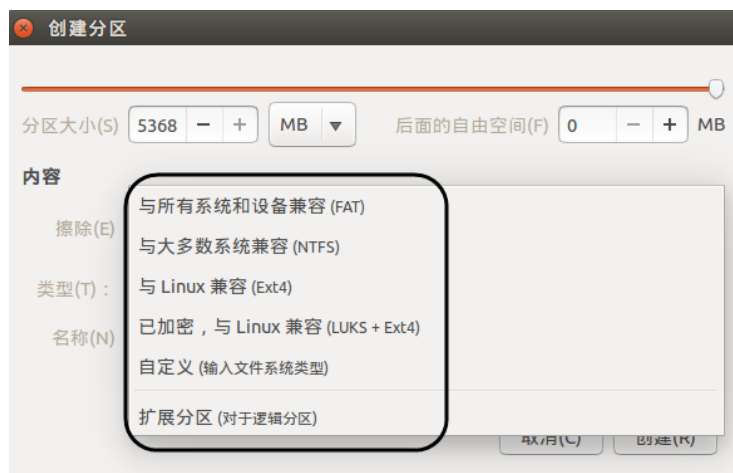 创建分区
分区大小(S) 5368 − + MB ▼ 后面的自由空间(F) 0 − + MB
内容
与所有系统和设备兼容 (FAT)
擦除(E)
与大多数系统兼容 (NTFS)
类型(T)：
与 Linux 兼容 (Ext4)
名称(N)
已加密，与 Linux 兼容 (LUKS + Ext4)
自定义 (输入文件系统类型)
扩展分区 (对于逻辑分区)
取消(C) 创建(R)